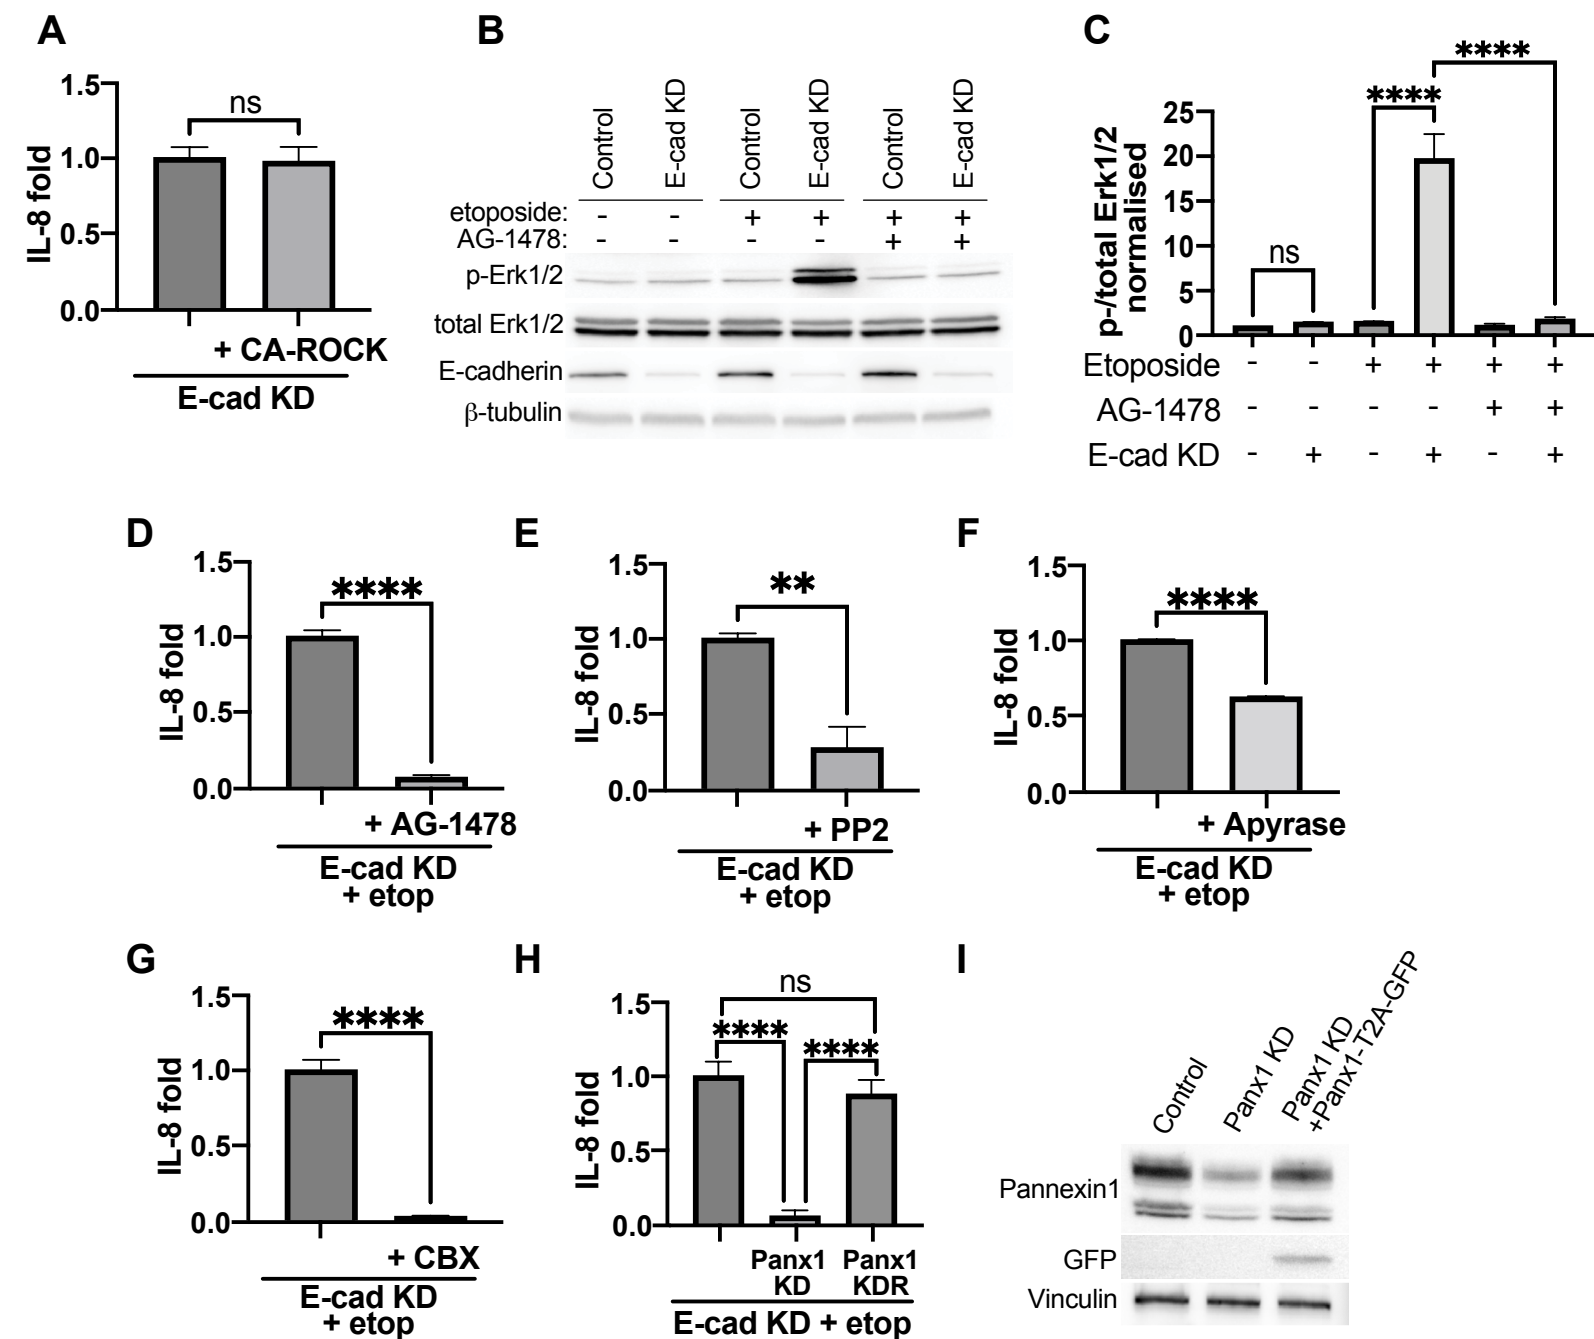 A
IL-8 fold
1.5
1.0
0.5
0.0
ns
+ CA-ROCK
E-cad KD
B
Control
E-cad KD
Control
E-cad KD
Control
E-cad KD
etoposide: - - + + + +
AG-1478: - - - - + +
p-Erk1/2
total Erk1/2
E-cadherin
β-tubulin
C
p-/total Erk1/2
normalised
25
20
15
10
5
0
ns
****
****
Etoposide - - + + + +
AG-1478 - - - - + +
E-cad KD - + - + - +
D
IL-8 fold
1.5
1.0
0.5
0.0
****
+ AG-1478
E-cad KD
+ etop
E
IL-8 fold
1.5
1.0
0.5
0.0
**
+ PP2
E-cad KD
+ etop
F
IL-8 fold
1.5
1.0
0.5
0.0
****
+ Apyrase
E-cad KD
+ etop
G
IL-8 fold
1.5
1.0
0.5
0.0
****
+ CBX
E-cad KD
+ etop
H
IL-8 fold
1.5
1.0
0.5
0.0
ns
****
****
Panx1
KD
Panx1
KDR
E-cad KD + etop
I
Control
Panx1 KD
Panx1 KD
+Panx1-T2A-GFP
Pannexin1
GFP
Vinculin